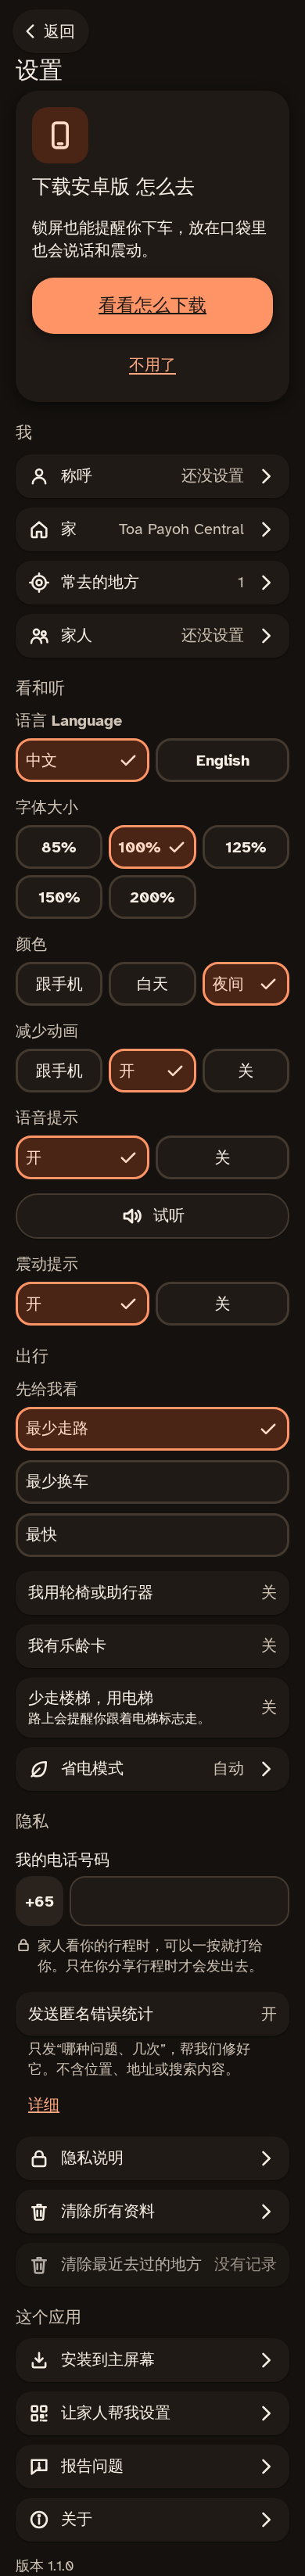 返回
设置
下载安卓版 怎么去
锁屏也能提醒你下车，放在口袋里
也会说话和震动。
看看怎么下载
不用了
我
称呼 还没设置
家 Toa Payoh Central
常去的地方 1
家人 还没设置
看和听
语言 Language
中文 English
字体大小
85% 100% 125%
150% 200%
颜色
跟手机 白天 夜间
减少动画
跟手机 开 关
语音提示
开 关
试听
震动提示
开 关
出行
先给我看
最少走路
最少换车
最快
我用轮椅或助行器 关
我有乐龄卡 关
少走楼梯，用电梯 关
路上会提醒你跟着电梯标志走。
省电模式 自动
隐私
我的电话号码
+65
家人看你的行程时，可以一按就打给
你。只在你分享行程时才会发出去。
发送匿名错误统计 开
只发“哪种问题、几次”，帮我们修好
它。不含位置、地址或搜索内容。
详细
隐私说明
清除所有资料
清除最近去过的地方 没有记录
这个应用
安装到主屏幕
让家人帮我设置
报告问题
关于
版本 1.1.0